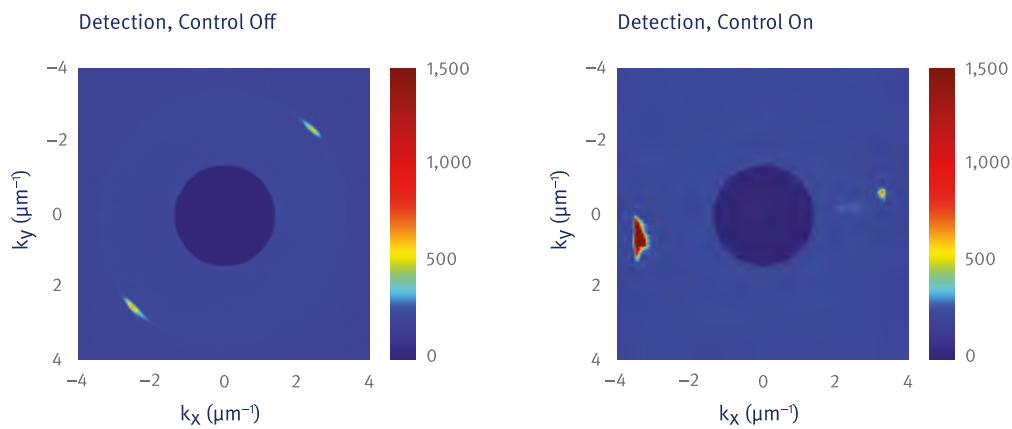 Detection, Control Off
Detection, Control On
−4
−2
0
2
4
ky (μm⁻¹)
−4 −2 0 2 4
kx (μm⁻¹)
1,500
1,000
500
0
−4
−2
0
2
4
ky (μm⁻¹)
−4 −2 0 2 4
kx (μm⁻¹)
1,500
1,000
500
0